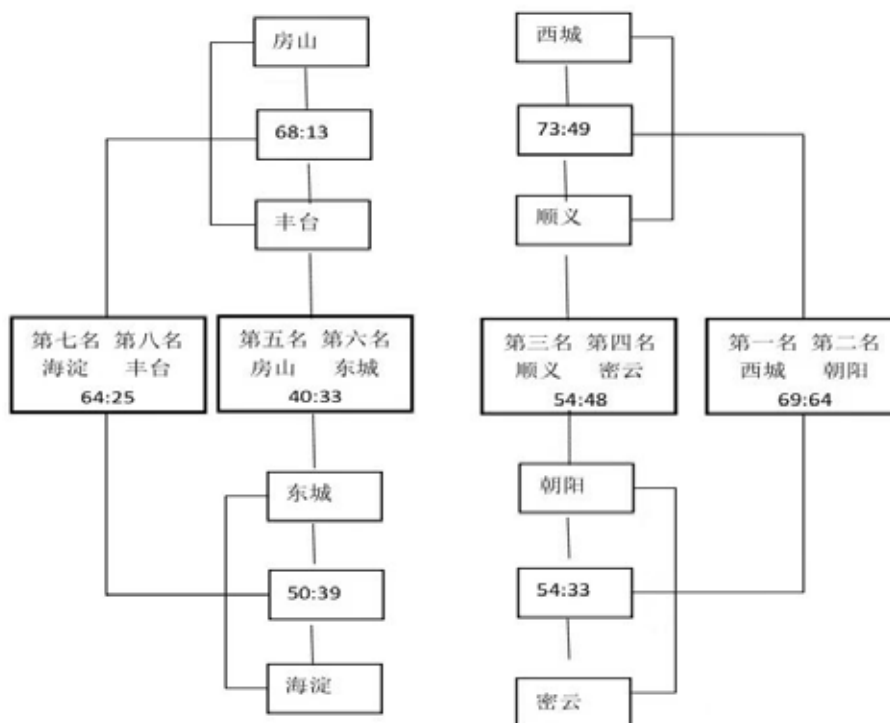 房山
西城
68:13
73:49
丰台
顺义
第七名 第八名
海淀 丰台
64:25
第五名 第六名
房山 东城
40:33
第三名 第四名
顺义 密云
54:48
第一名 第二名
西城 朝阳
69:64
东城
朝阳
50:39
54:33
海淀
密云